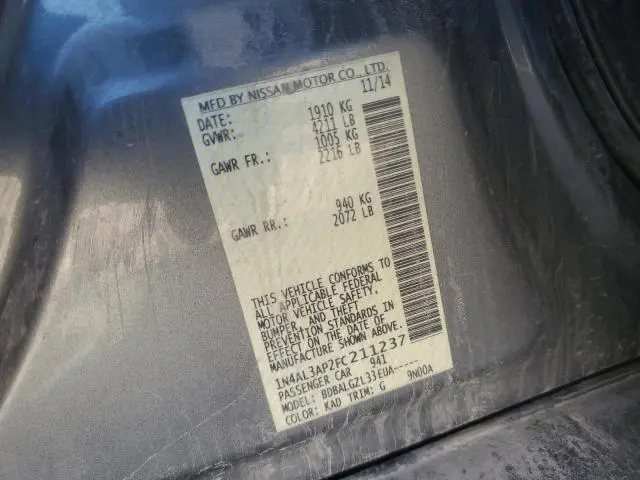 MFD BY NISSAN MOTOR CO., LTD.
DATE: 11/14
GVWR: 1910 KG
4211 LB
GAWR FR.: 1005 KG
2216 LB
GAWR RR.: 940 KG
2072 LB
THIS VEHICLE CONFORMS TO
ALL APPLICABLE FEDERAL
MOTOR VEHICLE SAFETY,
BUMPER, AND THEFT
PREVENTION STANDARDS IN
EFFECT ON THE DATE OF
MANUFACTURE SHOWN ABOVE.
1N4AL3AP2FC211237
PASSENGER CAR 941
MODEL: BDBALGZL33EUA-----
COLOR: KAD TRIM: G 9N00A